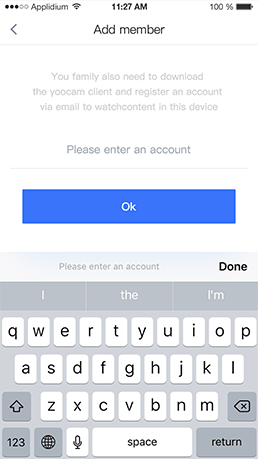 Applidium 11:27 AM 100 %
Add member
You family also need to download
the yoocam client and register an account
via email to watchcontent in this device
Please enter an account
Ok
Please enter an account Done
I the I'm
q w e r t y u i o p
a s d f g h j k l
z x c v b n m
123 space return